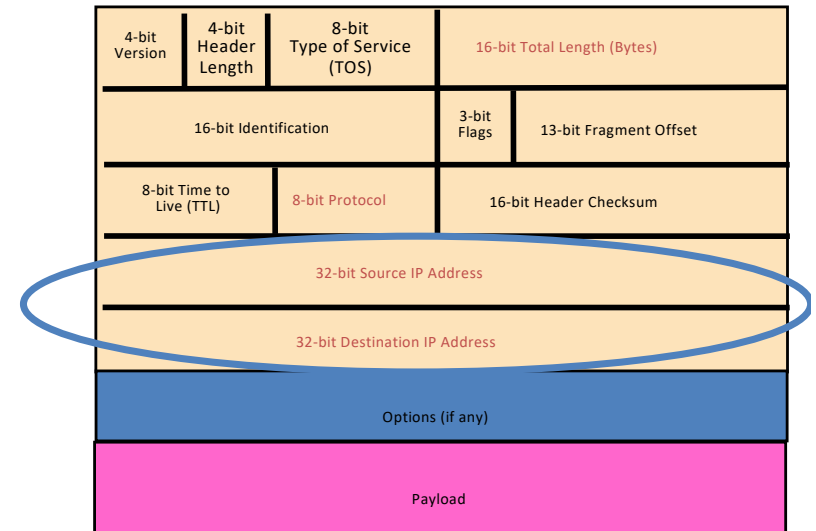 4-bit
Version
4-bit
Header
Length
8-bit
Type of Service
(TOS)
16-bit Total Length (Bytes)
16-bit Identification
3-bit
Flags
13-bit Fragment Offset
8-bit Time to
Live (TTL)
8-bit Protocol
16-bit Header Checksum
32-bit Source IP Address
32-bit Destination IP Address
Options (if any)
Payload